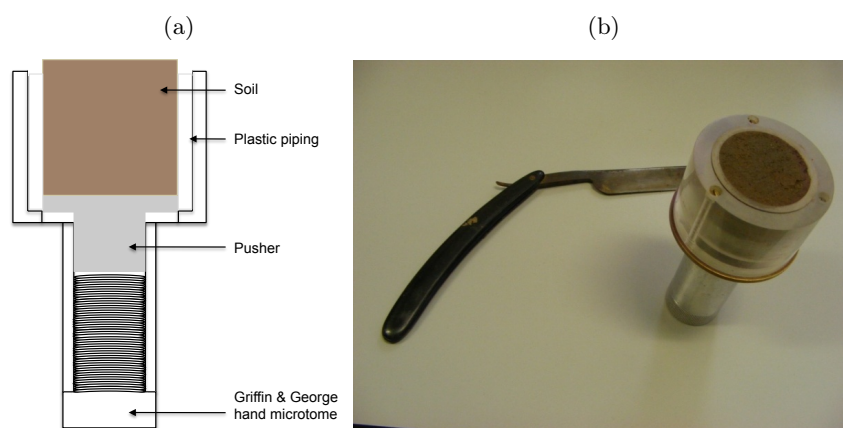 (a)
(b)
Soil
Plastic piping
Pusher
Griffin & George
hand microtome